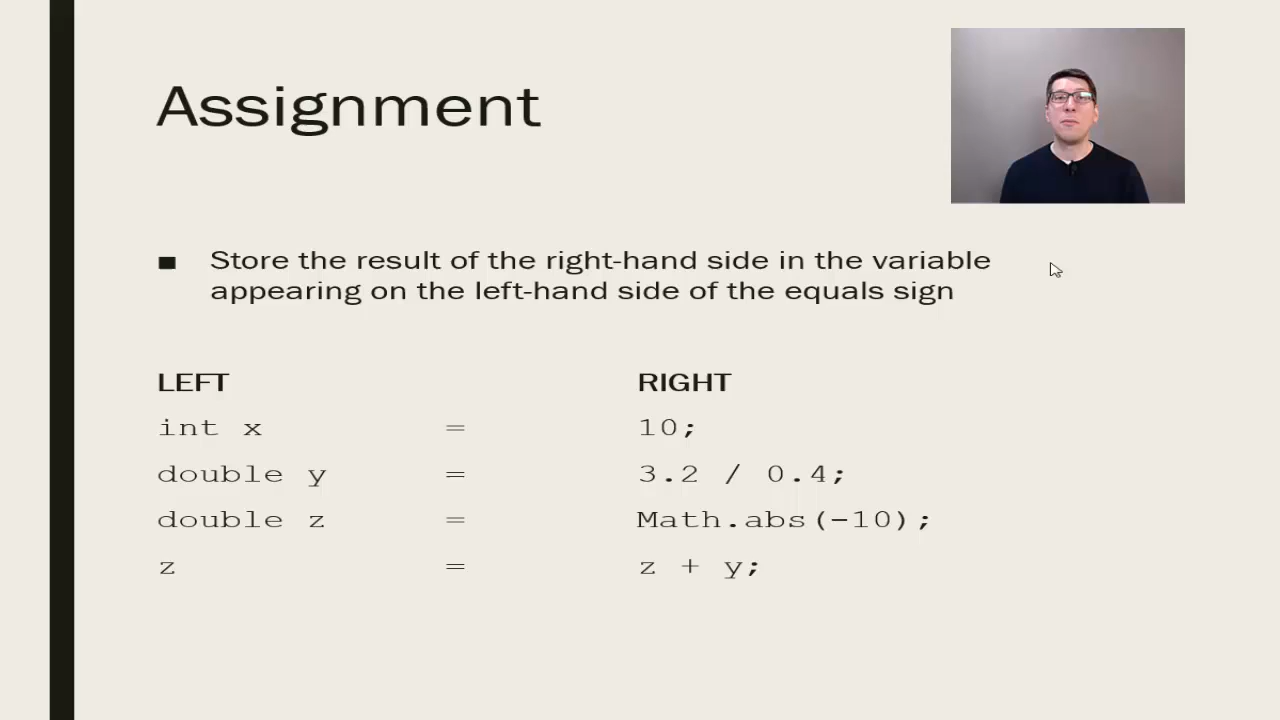 Assignment
■ Store the result of the right-hand side in the variable
appearing on the left-hand side of the equals sign
LEFT RIGHT
int x = 10;
double y = 3.2 / 0.4;
double z = Math.abs(-10);
z = z + y;